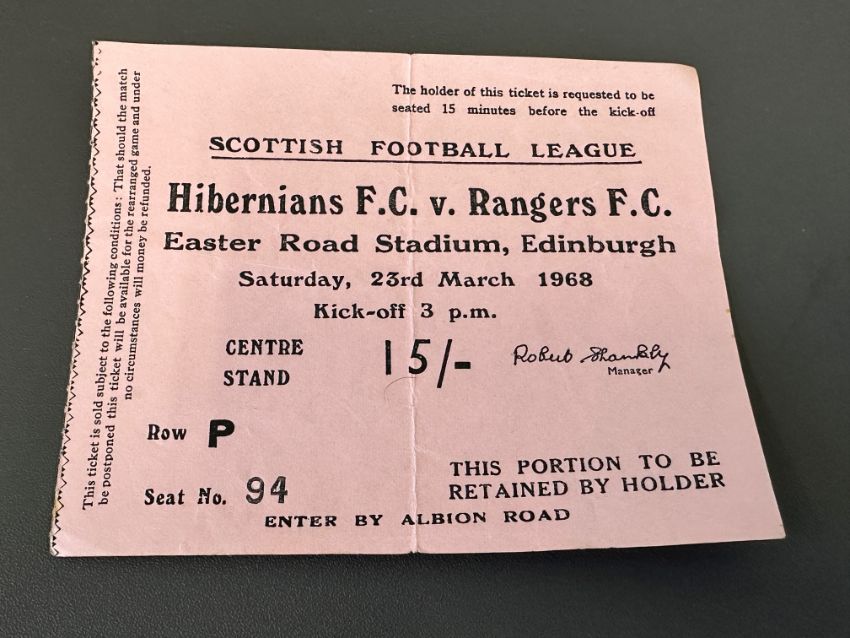 The holder of this ticket is requested to be
seated 15 minutes before the kick-off
SCOTTISH FOOTBALL LEAGUE
Hibernians F.C. v. Rangers F.C.
Easter Road Stadium, Edinburgh
Saturday, 23rd March 1968
Kick-off 3 p.m.
CENTRE
STAND
15/-
Robert Shankly
Manager
Row P
Seat No. 94
THIS PORTION TO BE
RETAINED BY HOLDER
ENTER BY ALBION ROAD
This ticket is sold subject to the following conditions: That should the match
be postponed this ticket will be available for the rearranged game and under
no circumstances will money be refunded.